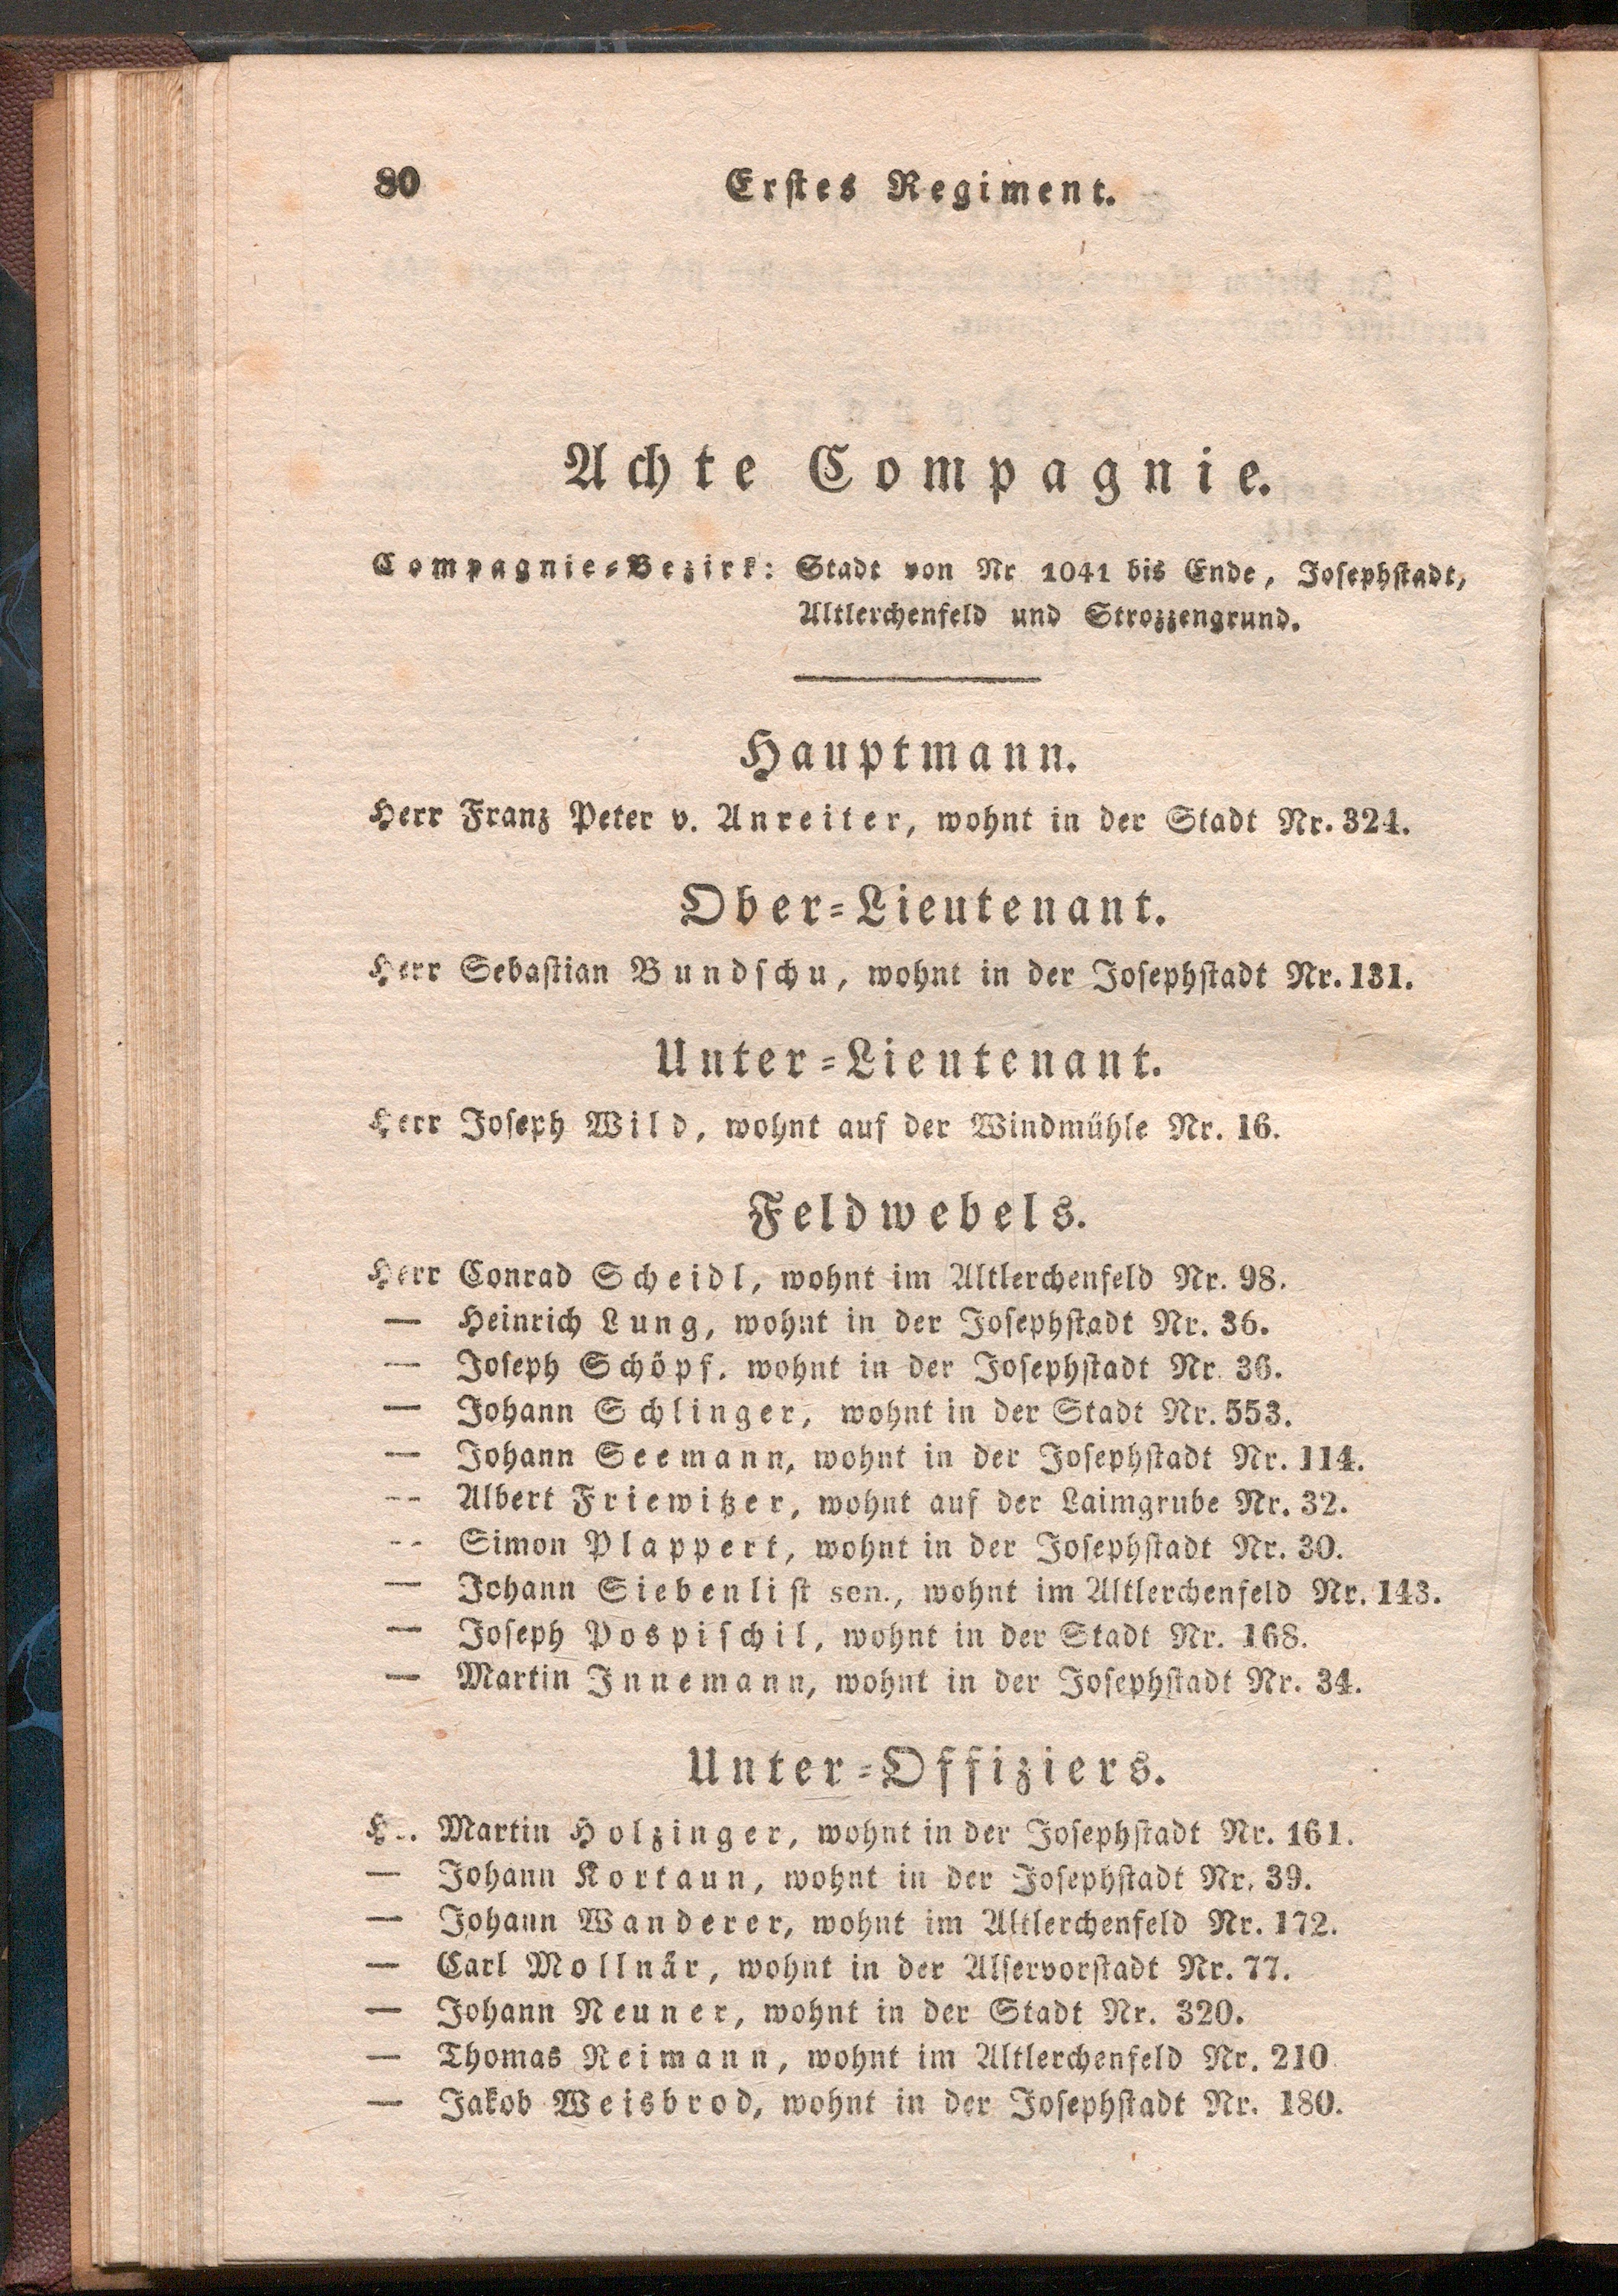 80
Erstes Regiment.
Achte Compagnie.
Compagnie-Bezirk: Stadt von Nr 1041 bis Ende, Josephstadt,
Altlerchenfeld und Strozzengrund.
Hauptmann.
Herr Franz Peter v. Anreiter, wohnt in der Stadt Nr. 324.
Ober-Lieutenant.
Herr Sebastian Bundschu, wohnt in der Josephstadt Nr. 131.
Unter-Lieutenant.
Herr Joseph Wild, wohnt auf der Windmühle Nr. 16.
Feldwebels.
Herr Conrad Scheidl, wohnt im Altlerchenfeld Nr. 98.
— Heinrich Lung, wohnt in der Josephstadt Nr. 36.
— Joseph Schöpf. wohnt in der Josephstadt Nr. 36.
— Johann Schlinger, wohnt in der Stadt Nr. 553.
— Johann Seemann, wohnt in der Josephstadt Nr. 114.
— Albert Friewitzer, wohnt auf der Laimgrube Nr. 32.
— Simon Plappert, wohnt in der Josephstadt Nr. 30.
— Johann Siebenlist sen., wohnt im Altlerchenfeld Nr. 143.
— Joseph Pospischil, wohnt in der Stadt Nr. 168.
— Martin Innemann, wohnt in der Josephstadt Nr. 34.
Unter-Offiziers.
Hr. Martin Holzinger, wohnt in der Josephstadt Nr. 161.
— Johann Kortaun, wohnt in der Josephstadt Nr. 39.
— Johann Wanderer, wohnt im Altlerchenfeld Nr. 172.
— Carl Mollnår, wohnt in der Alservorstadt Nr. 77.
— Johann Neuner, wohnt in der Stadt Nr. 320.
— Thomas Reimann, wohnt im Altlerchenfeld Nr. 210
— Jakob Weisbrod, wohnt in der Josephstadt Nr. 180.